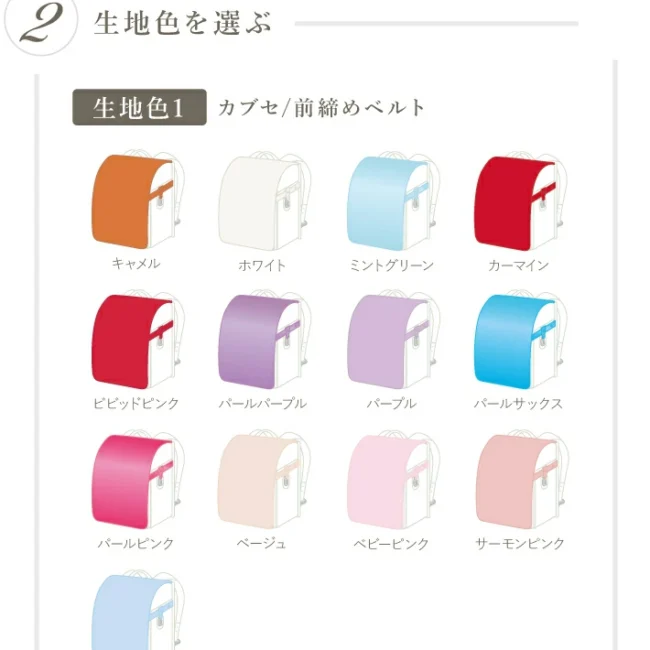 2 生地色を選ぶ
生地色1 カブセ/前締めベルト
キャメル ホワイト ミントグリーン カーマイン
ビビッドピンク パールパープル パープル パールサックス
パールピンク ベージュ ベビーピンク サーモンピンク